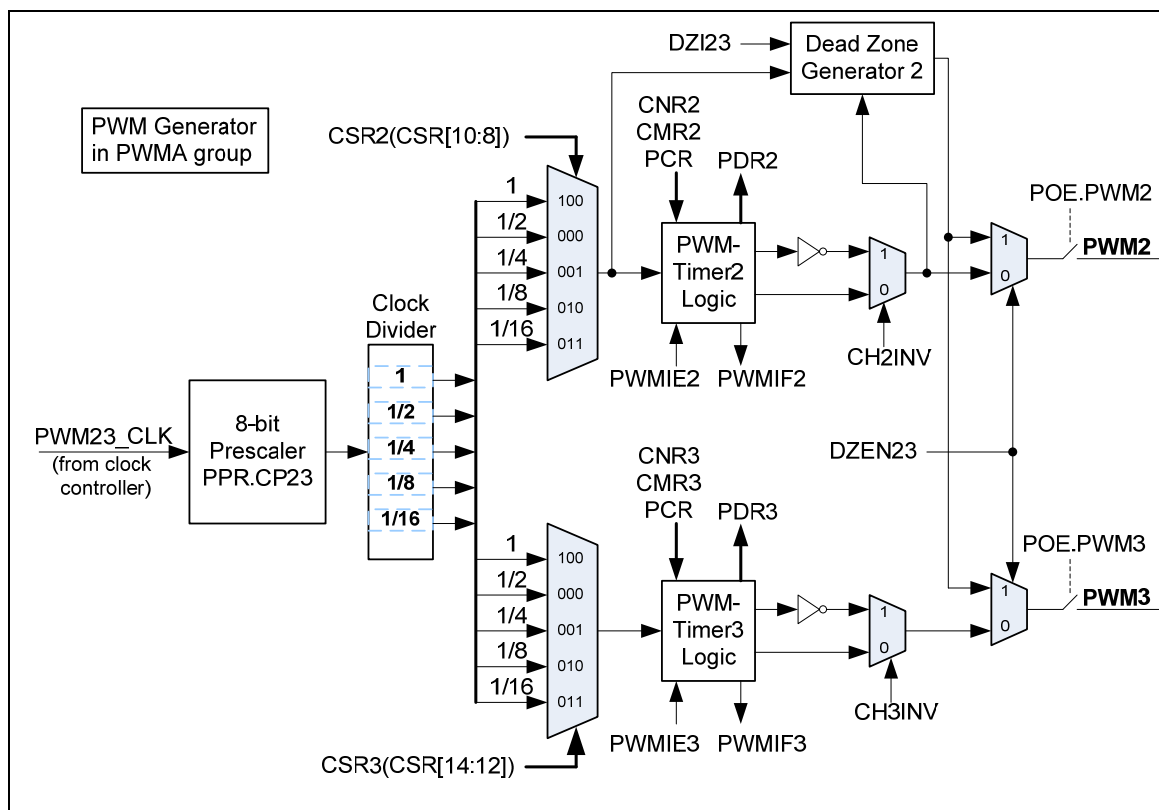 PWM Generator
in PWMA group
DZI23
Dead Zone
Generator 2
CSR2(CSR[10:8])
CNR2
CMR2
PCR
PDR2
1
1/2
1/4
1/8
1/16
100
000
001
010
011
PWM-
Timer2
Logic
1
0
1
0
POE.PWM2
PWM2
PWMIE2
PWMIF2
CH2INV
Clock
Divider
1
1/2
1/4
1/8
1/16
PWM23_CLK
(from clock
controller)
8-bit
Prescaler
PPR.CP23
DZEN23
CNR3
CMR3
PCR
PDR3
1
1/2
1/4
1/8
1/16
100
000
001
010
011
PWM-
Timer3
Logic
1
0
1
0
POE.PWM3
PWM3
PWMIE3
PWMIF3
CH3INV
CSR3(CSR[14:12])